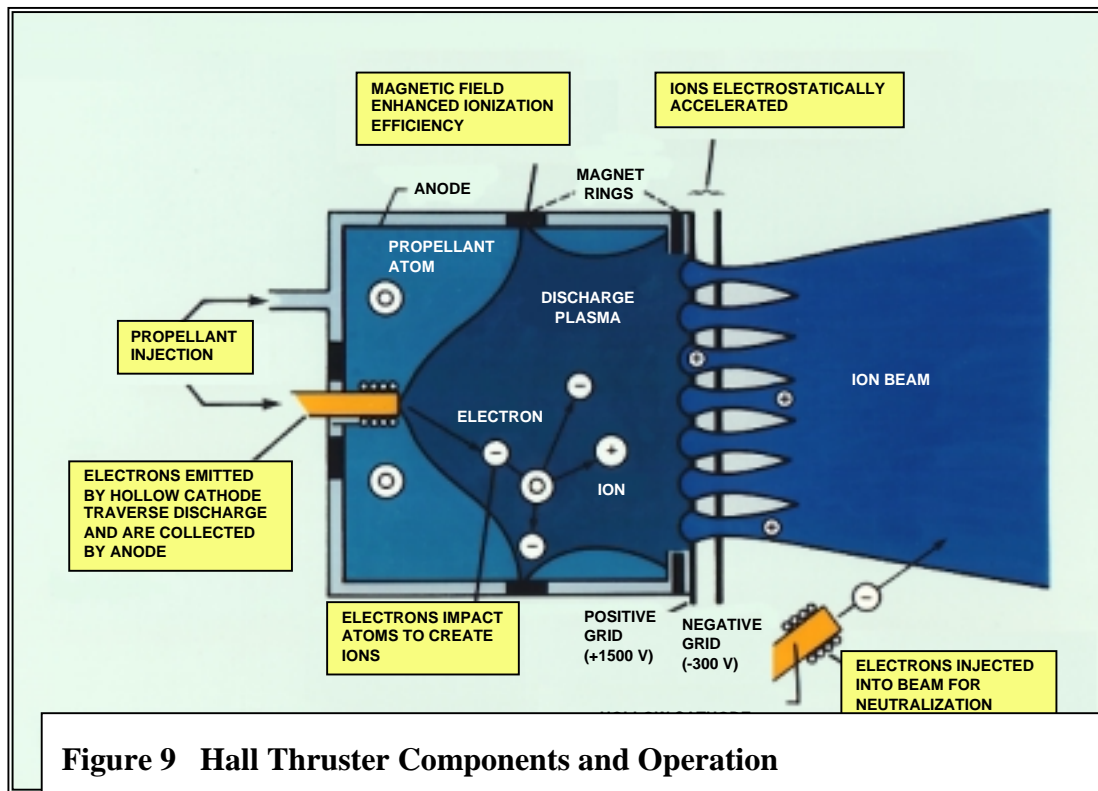 MAGNETIC FIELD
ENHANCED IONIZATION
EFFICIENCY
IONS ELECTROSTATICALLY
ACCELERATED
ANODE
MAGNET
RINGS
PROPELLANT
ATOM
DISCHARGE
PLASMA
PROPELLANT
INJECTION
ION BEAM
ELECTRON
ION
ELECTRONS EMITTED
BY HOLLOW CATHODE
TRAVERSE DISCHARGE
AND ARE COLLECTED
BY ANODE
ELECTRONS IMPACT
ATOMS TO CREATE
IONS
POSITIVE
GRID
(+1500 V)
NEGATIVE
GRID
(-300 V)
ELECTRONS INJECTED
INTO BEAM FOR
NEUTRALIZATION
Figure 9 Hall Thruster Components and Operation